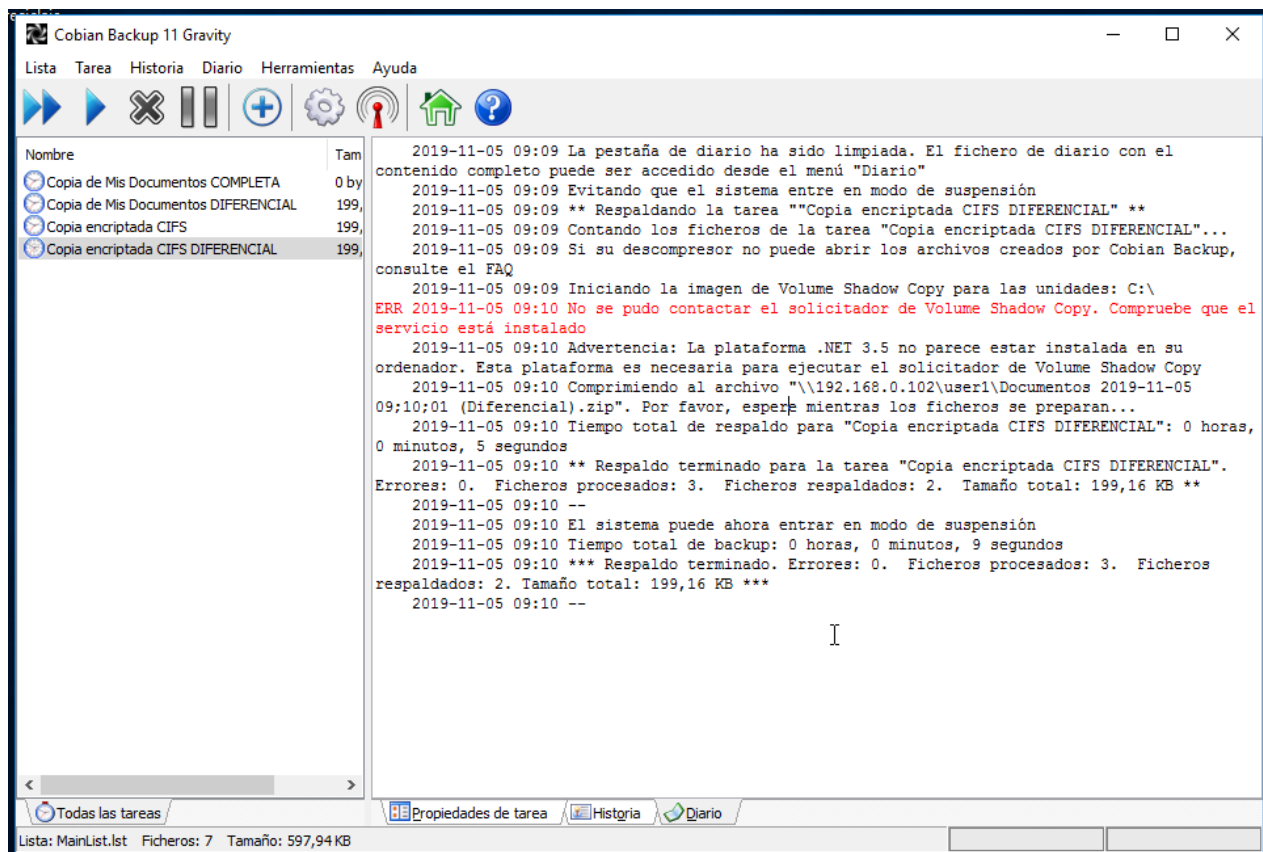 Cobian Backup 11 Gravity
Lista Tarea Historia Diario Herramientas Ayuda
Nombre Tam
Copia de Mis Documentos COMPLETA 0 by
Copia de Mis Documentos DIFERENCIAL 199,
Copia encriptada CIFS 199,
Copia encriptada CIFS DIFERENCIAL 199,
2019-11-05 09:09 La pestaña de diario ha sido limpiada. El fichero de diario con el
contenido completo puede ser accedido desde el menú "Diario"
2019-11-05 09:09 Evitando que el sistema entre en modo de suspensión
2019-11-05 09:09 ** Respaldando la tarea ""Copia encriptada CIFS DIFERENCIAL" **
2019-11-05 09:09 Contando los ficheros de la tarea "Copia encriptada CIFS DIFERENCIAL"...
2019-11-05 09:09 Si su descompresor no puede abrir los archivos creados por Cobian Backup,
consulte el FAQ
2019-11-05 09:09 Iniciando la imagen de Volume Shadow Copy para las unidades: C:\
ERR 2019-11-05 09:10 No se pudo contactar el solicitador de Volume Shadow Copy. Compruebe que el
servicio está instalado
2019-11-05 09:10 Advertencia: La plataforma .NET 3.5 no parece estar instalada en su
ordenador. Esta plataforma es necesaria para ejecutar el solicitador de Volume Shadow Copy
2019-11-05 09:10 Comprimiendo al archivo "\\192.168.0.102\user1\Documentos 2019-11-05
09;10;01 (Diferencial).zip". Por favor, espere mientras los ficheros se preparan...
2019-11-05 09:10 Tiempo total de respaldo para "Copia encriptada CIFS DIFERENCIAL": 0 horas,
0 minutos, 5 segundos
2019-11-05 09:10 ** Respaldo terminado para la tarea "Copia encriptada CIFS DIFERENCIAL".
Errores: 0. Ficheros procesados: 3. Ficheros respaldados: 2. Tamaño total: 199,16 KB **
2019-11-05 09:10 --
2019-11-05 09:10 El sistema puede ahora entrar en modo de suspensión
2019-11-05 09:10 Tiempo total de backup: 0 horas, 0 minutos, 9 segundos
2019-11-05 09:10 *** Respaldo terminado. Errores: 0. Ficheros procesados: 3. Ficheros
respaldados: 2. Tamaño total: 199,16 KB ***
2019-11-05 09:10 --
Todas las tareas
Propiedades de tarea Historia Diario
Lista: MainList.lst Ficheros: 7 Tamaño: 597,94 KB